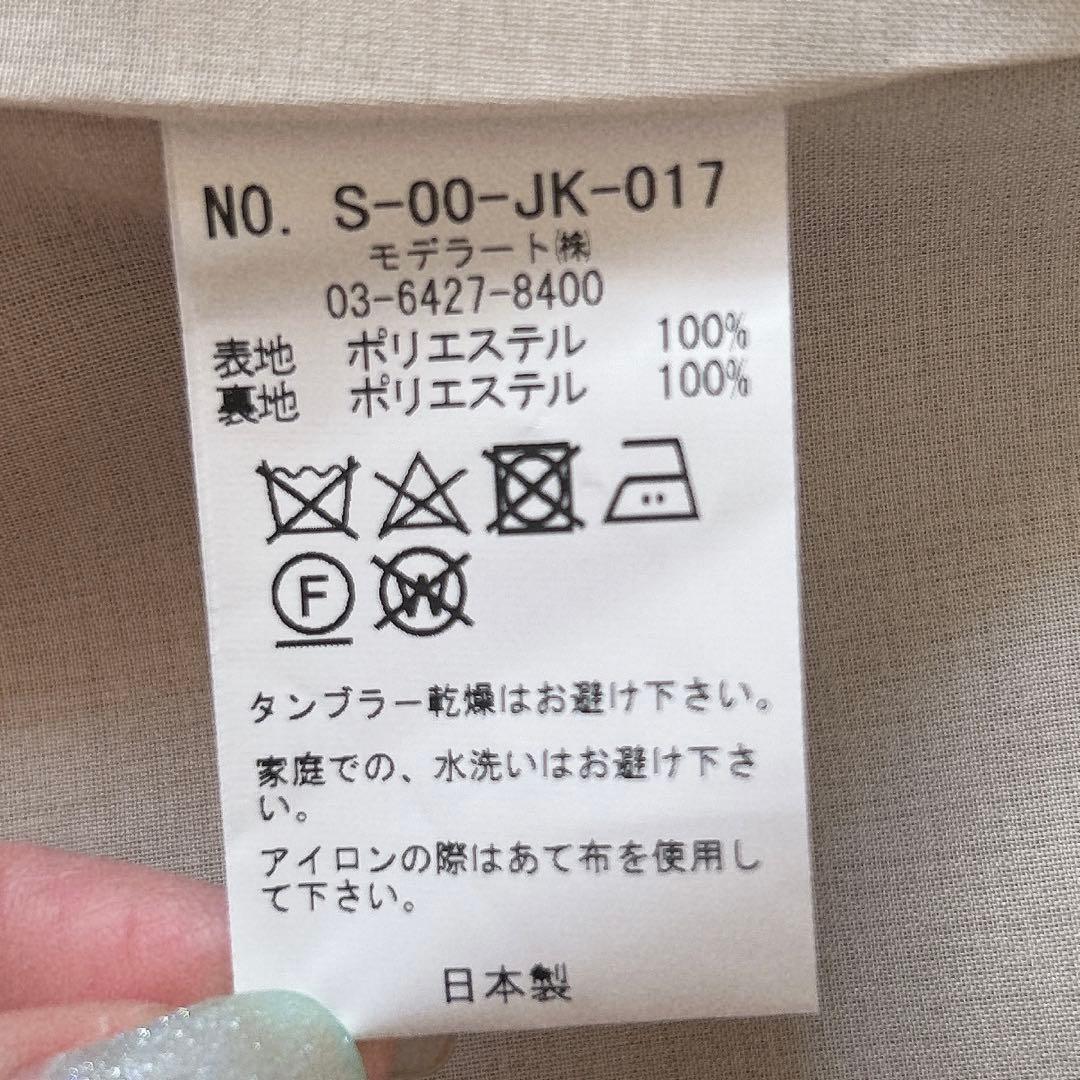 NO. S-00-JK-017
モデラート㈱
03-6427-8400
表地 ポリエステル 100%
裏地 ポリエステル 100%
F W
タンブラー乾燥はお避け下さい。
家庭での、水洗いはお避け下さ
い。
アイロンの際はあて布を使用し
て下さい。
日本製